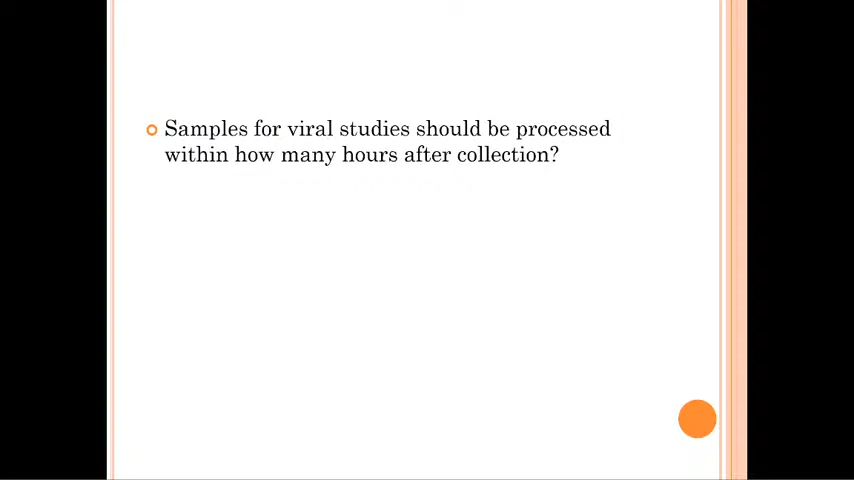 Samples for viral studies should be processed
within how many hours after collection?